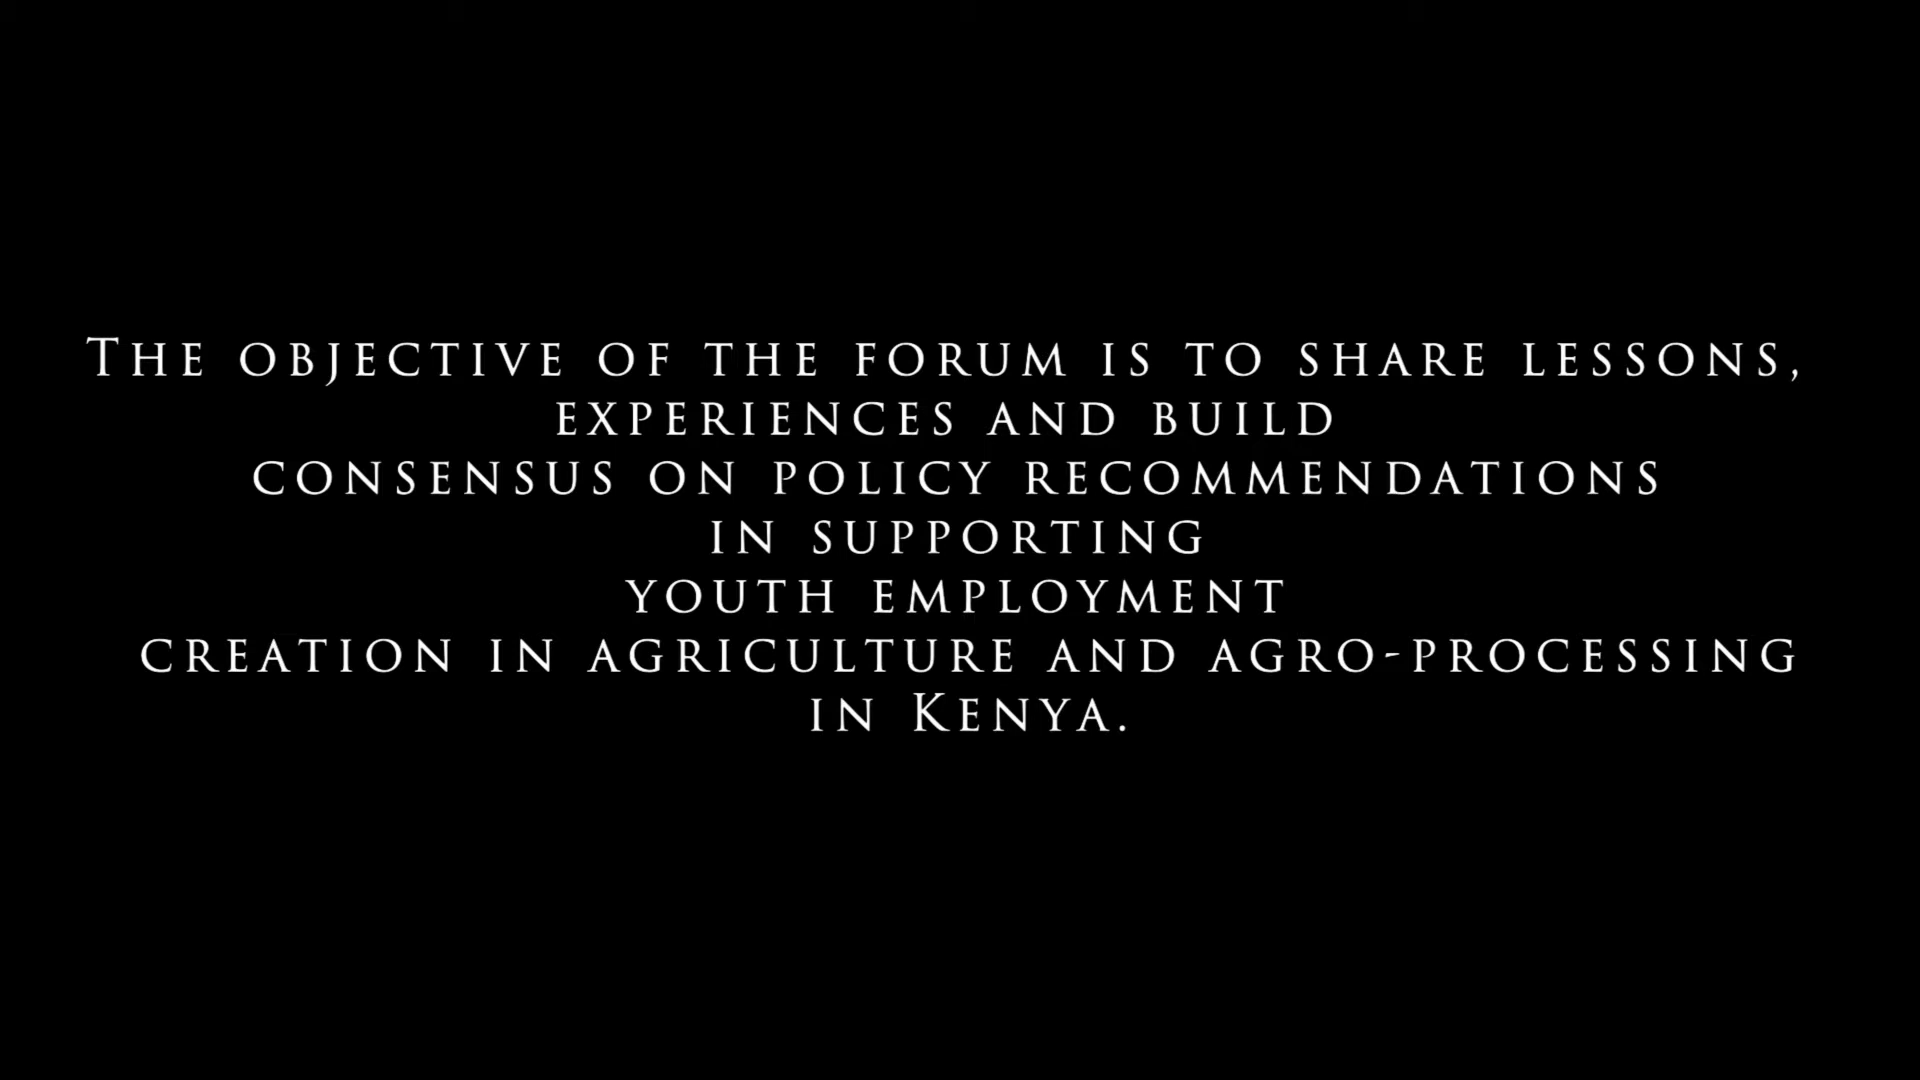 The objective of the forum is to share lessons,
experiences and build
consensus on policy recommendations
in supporting
youth employment
creation in agriculture and agro-processing
in Kenya.